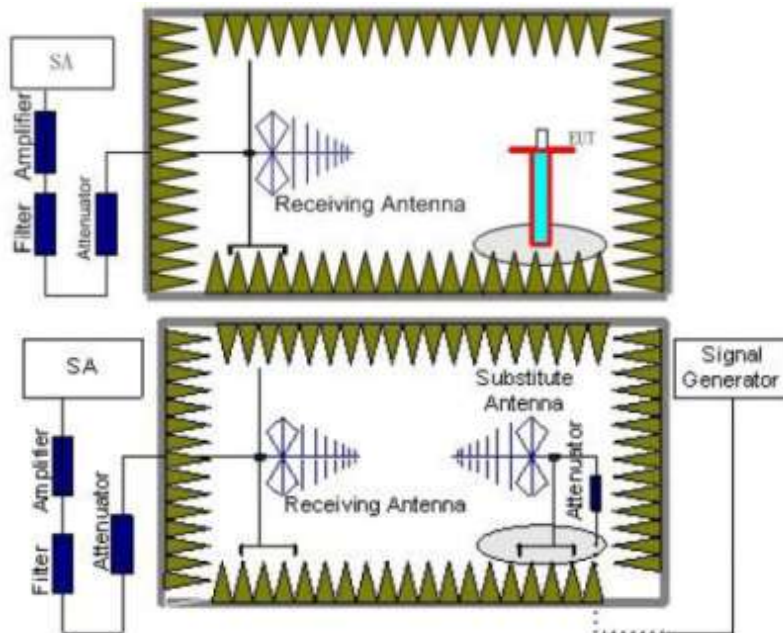 SA
Amplifier
Filter
Attenuator
Receiving Antenna
EUT
SA
Amplifier
Filter
Attenuator
Receiving Antenna
Substitute
Antenna
Attenuator
Signal
Generator